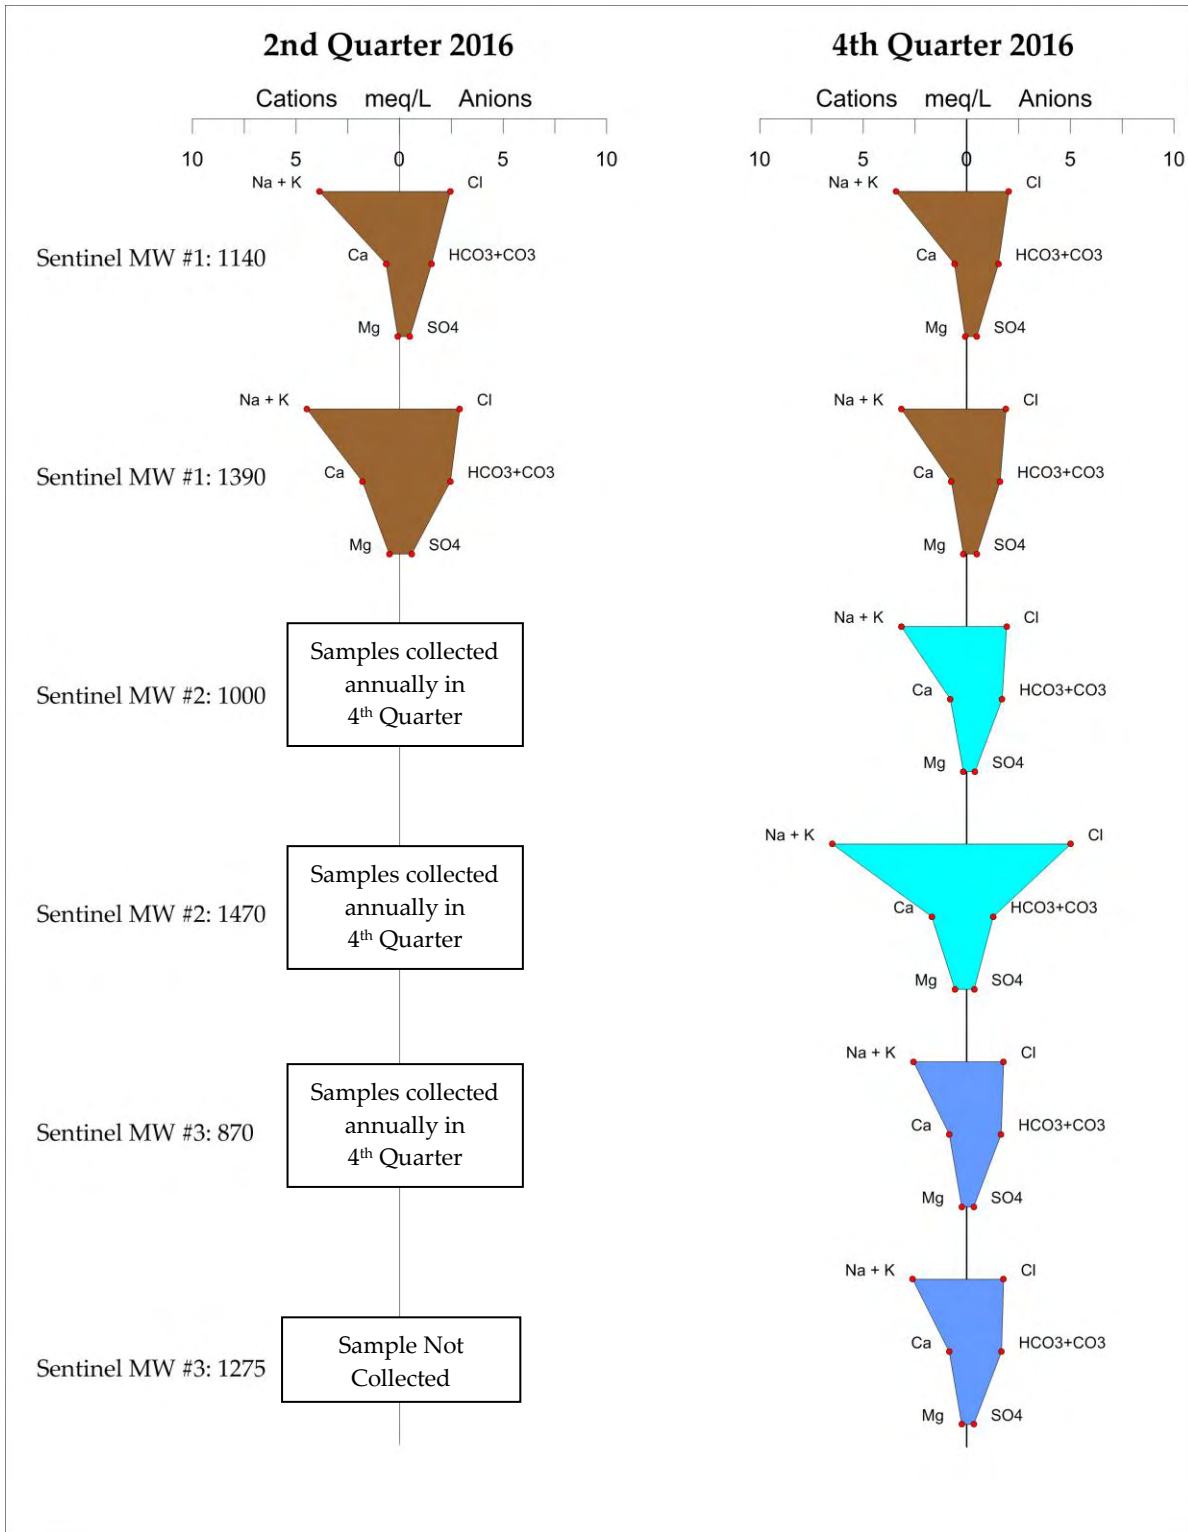 2nd Quarter 2016
4th Quarter 2016
Cations meq/L Anions
Cations meq/L Anions
10 5 0 5 10
10 5 0 5 10
Na + K Cl
Na + K Cl
Sentinel MW #1: 1140
Ca HCO3+CO3
Ca HCO3+CO3
Mg SO4
Mg SO4
Na + K Cl
Na + K Cl
Sentinel MW #1: 1390
Ca HCO3+CO3
Ca HCO3+CO3
Mg SO4
Mg SO4
Sentinel MW #2: 1000
Samples collected
annually in
4th Quarter
Na + K Cl
Ca HCO3+CO3
Mg SO4
Sentinel MW #2: 1470
Samples collected
annually in
4th Quarter
Na + K Cl
Ca HCO3+CO3
Mg SO4
Sentinel MW #3: 870
Samples collected
annually in
4th Quarter
Na + K Cl
Ca HCO3+CO3
Mg SO4
Sentinel MW #3: 1275
Sample Not
Collected
Na + K Cl
Ca HCO3+CO3
Mg SO4